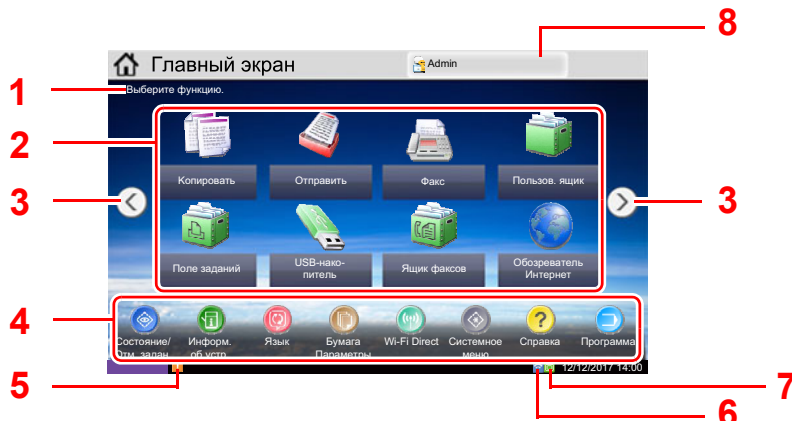 8
Главный экран
Admin
1
Выберите функцию.
2
Копировать
Отправить
Факс
Пользов. ящик
3
3
Поле заданий
USB-нако-
питель
Ящик факсов
Обозреватель
Интернет
4
Состояние/
Отм. задан.
Информ.
об устр.
Язык
Бумага
Параметры
Wi-Fi Direct
Системное
меню
Справка
Программа
5
12/12/2017 14:00
7
6